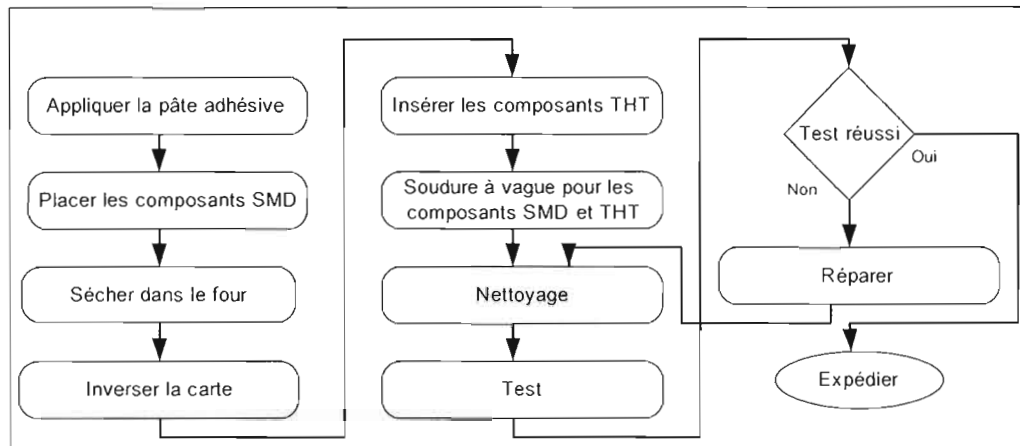 Appliquer la pâte adhésive
Placer les composants SMD
Sécher dans le four
Inverser la carte
Insérer les composants THT
Soudure à vague pour les
composants SMD et THT
Nettoyage
Test
Test réussi
Oui
Non
Réparer
Expédier